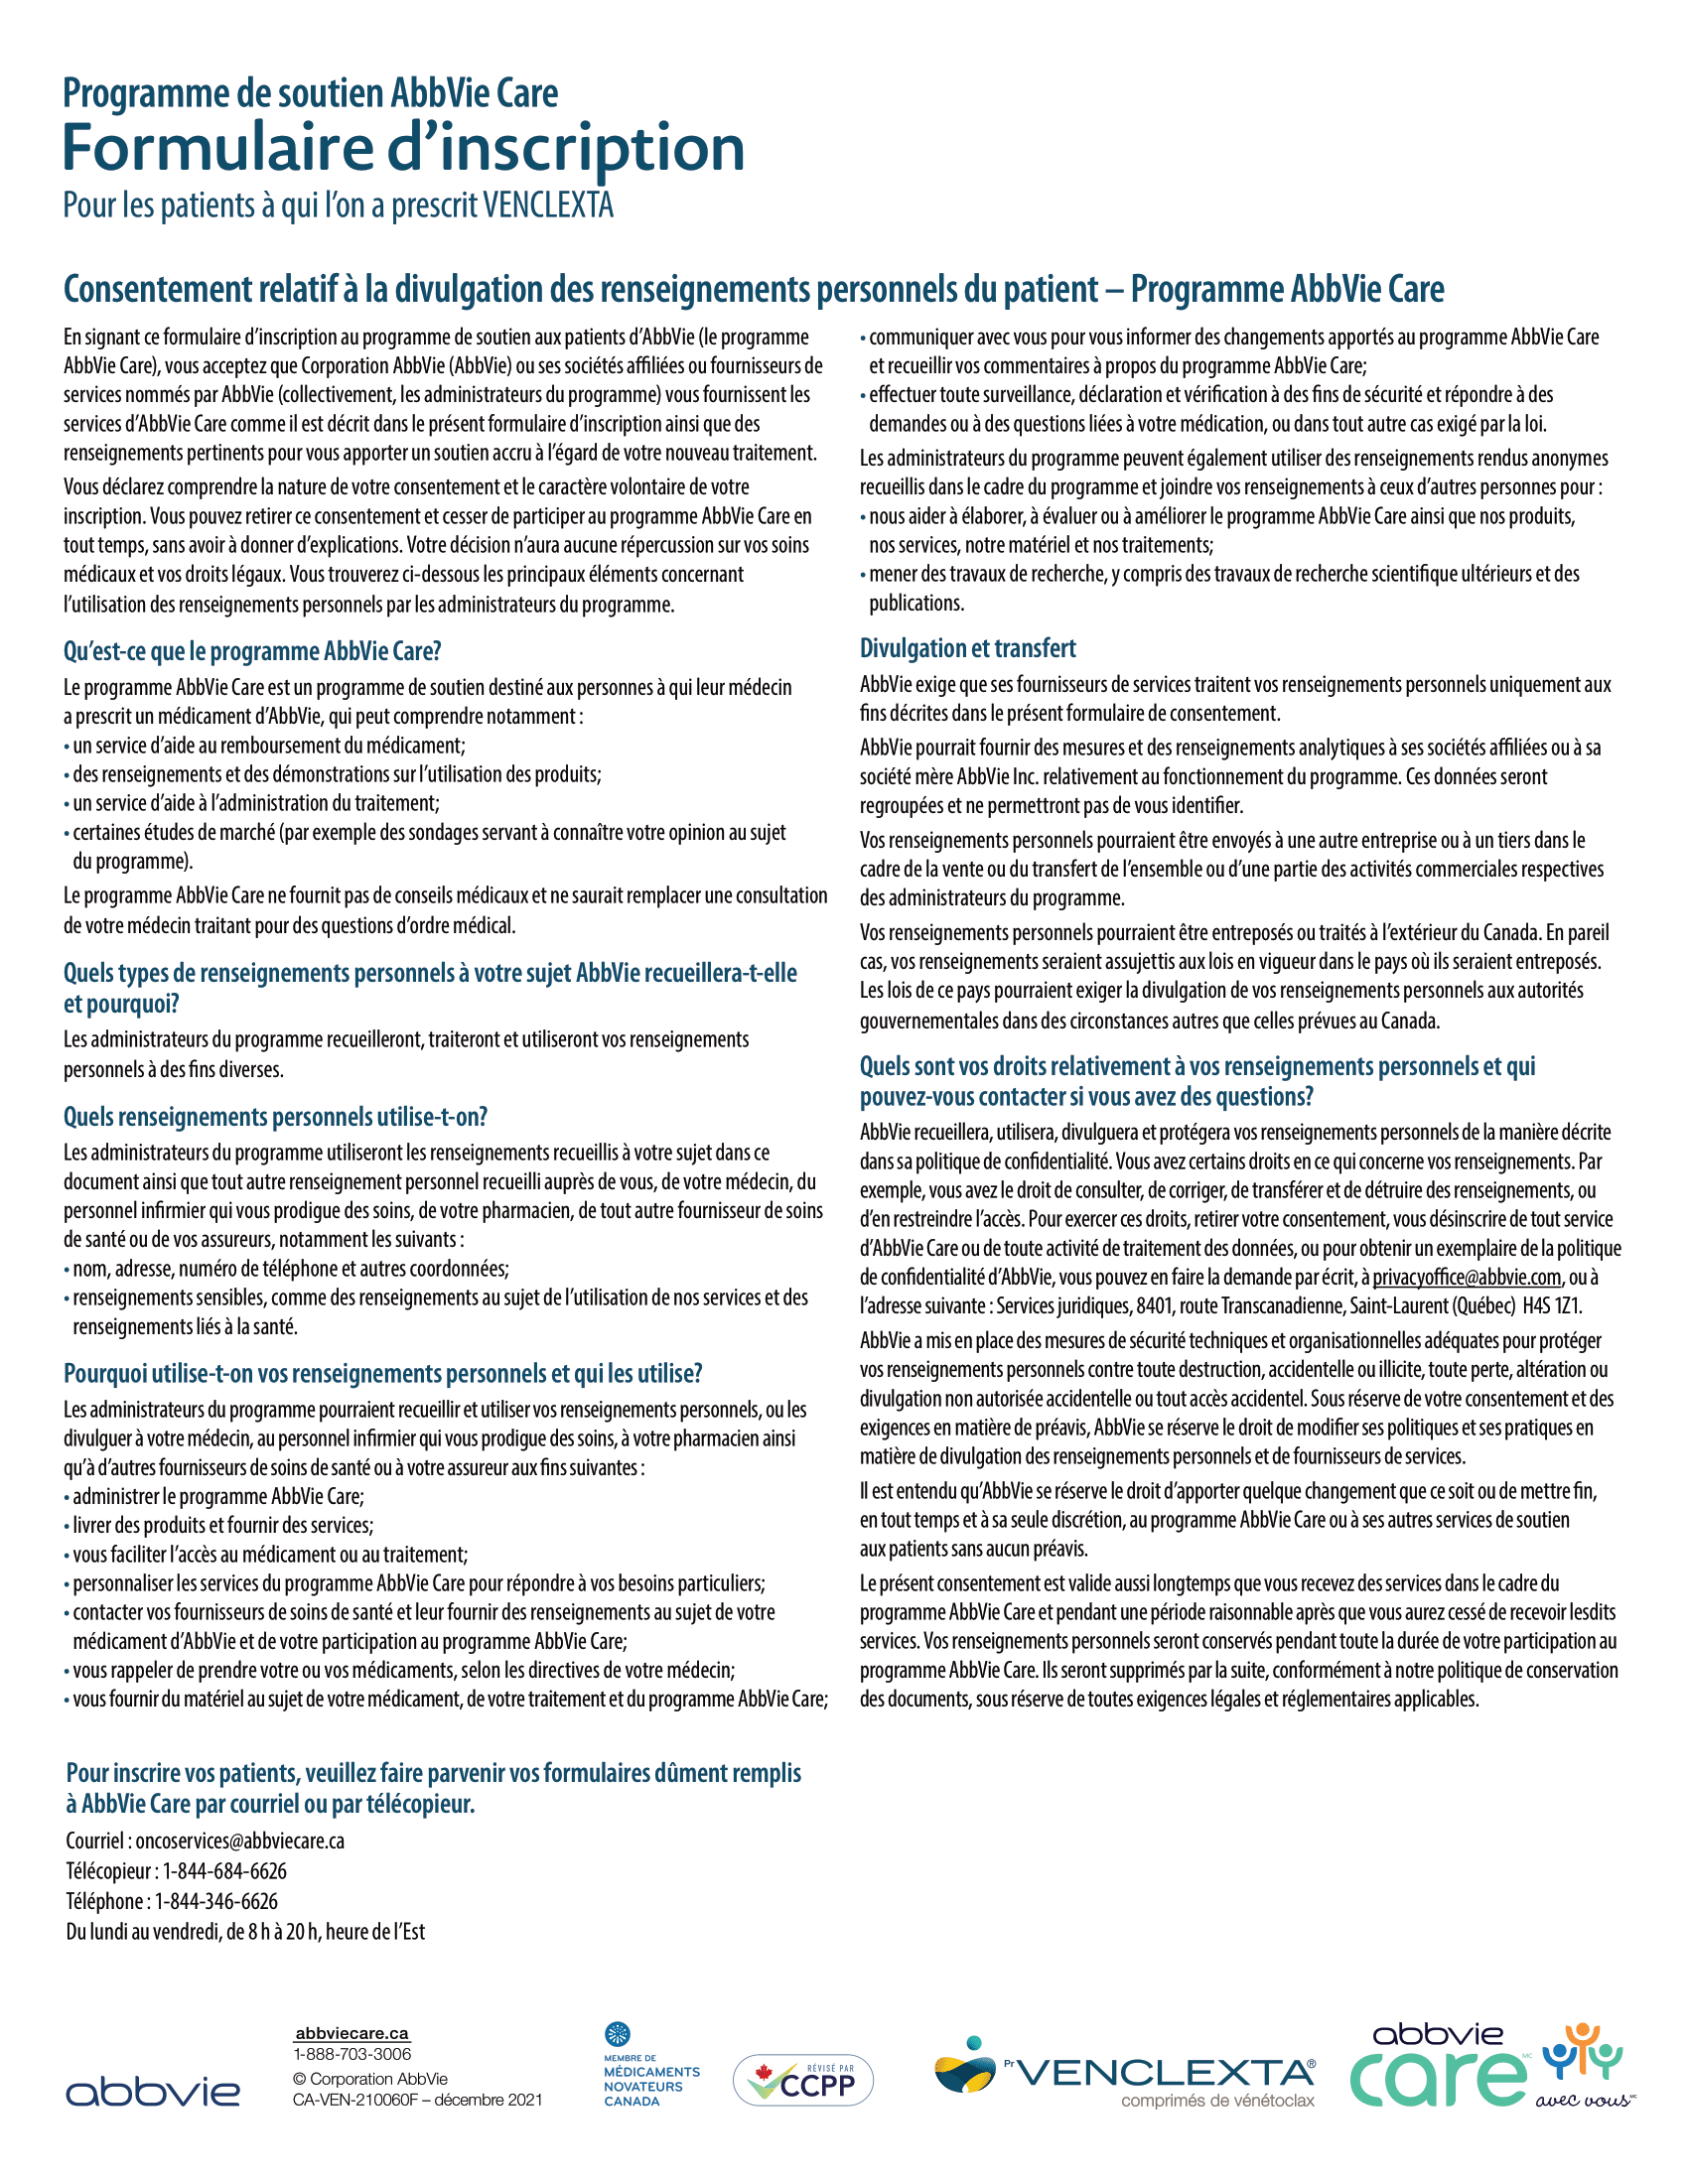 Programme de soutien AbbVie Care
Formulaire d’inscription
Pour les patients à qui l’on a prescrit VENCLEXTA
Consentement relatif à la divulgation des renseignements personnels du patient – Programme AbbVie Care
En signant ce formulaire d’inscription au programme de soutien aux patients d’AbbVie (le programme
AbbVie Care), vous acceptez que Corporation AbbVie (AbbVie) ou ses sociétés affiliées ou fournisseurs de
services nommés par AbbVie (collectivement, les administrateurs du programme) vous fournissent les
services d’AbbVie Care comme il est décrit dans le présent formulaire d’inscription ainsi que des
renseignements pertinents pour vous apporter un soutien accru à l’égard de votre nouveau traitement.
Vous déclarez comprendre la nature de votre consentement et le caractère volontaire de votre
inscription. Vous pouvez retirer ce consentement et cesser de participer au programme AbbVie Care en
tout temps, sans avoir à donner d’explications. Votre décision n’aura aucune répercussion sur vos soins
médicaux et vos droits légaux. Vous trouverez ci-dessous les principaux éléments concernant
l’utilisation des renseignements personnels par les administrateurs du programme.
Qu’est-ce que le programme AbbVie Care?
Le programme AbbVie Care est un programme de soutien destiné aux personnes à qui leur médecin
a prescrit un médicament d’AbbVie, qui peut comprendre notamment :
• un service d’aide au remboursement du médicament;
• des renseignements et des démonstrations sur l’utilisation des produits;
• un service d’aide à l’administration du traitement;
• certaines études de marché (par exemple des sondages servant à connaître votre opinion au sujet
du programme).
Le programme AbbVie Care ne fournit pas de conseils médicaux et ne saurait remplacer une consultation
de votre médecin traitant pour des questions d’ordre médical.
Quels types de renseignements personnels à votre sujet AbbVie recueillera-t-elle
et pourquoi?
Les administrateurs du programme recueilleront, traiteront et utiliseront vos renseignements
personnels à des fins diverses.
Quels renseignements personnels utilise-t-on?
Les administrateurs du programme utiliseront les renseignements recueillis à votre sujet dans ce
document ainsi que tout autre renseignement personnel recueilli auprès de vous, de votre médecin, du
personnel infirmier qui vous prodigue des soins, de votre pharmacien, de tout autre fournisseur de soins
de santé ou de vos assureurs, notamment les suivants :
• nom, adresse, numéro de téléphone et autres coordonnées;
• renseignements sensibles, comme des renseignements au sujet de l’utilisation de nos services et des
renseignements liés à la santé.
Pourquoi utilise-t-on vos renseignements personnels et qui les utilise?
Les administrateurs du programme pourraient recueillir et utiliser vos renseignements personnels, ou les
divulguer à votre médecin, au personnel infirmier qui vous prodigue des soins, à votre pharmacien ainsi
qu’à d’autres fournisseurs de soins de santé ou à votre assureur aux fins suivantes :
• administrer le programme AbbVie Care;
• livrer des produits et fournir des services;
• vous faciliter l’accès au médicament ou au traitement;
• personnaliser les services du programme AbbVie Care pour répondre à vos besoins particuliers;
• contacter vos fournisseurs de soins de santé et leur fournir des renseignements au sujet de votre
médicament d’AbbVie et de votre participation au programme AbbVie Care;
• vous rappeler de prendre votre ou vos médicaments, selon les directives de votre médecin;
• vous fournir du matériel au sujet de votre médicament, de votre traitement et du programme AbbVie Care;
• communiquer avec vous pour vous informer des changements apportés au programme AbbVie Care
et recueillir vos commentaires à propos du programme AbbVie Care;
• effectuer toute surveillance, déclaration et vérification à des fins de sécurité et répondre à des
demandes ou à des questions liées à votre médication, ou dans tout autre cas exigé par la loi.
Les administrateurs du programme peuvent également utiliser des renseignements rendus anonymes
recueillis dans le cadre du programme et joindre vos renseignements à ceux d’autres personnes pour :
• nous aider à élaborer, à évaluer ou à améliorer le programme AbbVie Care ainsi que nos produits,
nos services, notre matériel et nos traitements;
• mener des travaux de recherche, y compris des travaux de recherche scientifique ultérieurs et des
publications.
Divulgation et transfert
AbbVie exige que ses fournisseurs de services traitent vos renseignements personnels uniquement aux
fins décrites dans le présent formulaire de consentement.
AbbVie pourrait fournir des mesures et des renseignements analytiques à ses sociétés affiliées ou à sa
société mère AbbVie Inc. relativement au fonctionnement du programme. Ces données seront
regroupées et ne permettront pas de vous identifier.
Vos renseignements personnels pourraient être envoyés à une autre entreprise ou à un tiers dans le
cadre de la vente ou du transfert de l’ensemble ou d’une partie des activités commerciales respectives
des administrateurs du programme.
Vos renseignements personnels pourraient être entreposés ou traités à l’extérieur du Canada. En pareil
cas, vos renseignements seraient assujettis aux lois en vigueur dans le pays où ils seraient entreposés.
Les lois de ce pays pourraient exiger la divulgation de vos renseignements personnels aux autorités
gouvernementales dans des circonstances autres que celles prévues au Canada.
Quels sont vos droits relativement à vos renseignements personnels et qui
pouvez-vous contacter si vous avez des questions?
AbbVie recueillera, utilisera, divulguera et protégera vos renseignements personnels de la manière décrite
dans sa politique de confidentialité. Vous avez certains droits en ce qui concerne vos renseignements. Par
exemple, vous avez le droit de consulter, de corriger, de transférer et de détruire des renseignements, ou
d’en restreindre l’accès. Pour exercer ces droits, retirer votre consentement, vous désinscrire de tout service
d’AbbVie Care ou de toute activité de traitement des données, ou pour obtenir un exemplaire de la politique
de confidentialité d’AbbVie, vous pouvez en faire la demande par écrit, à privacyoffice@abbvie.com, ou à
l’adresse suivante : Services juridiques, 8401, route Transcanadienne, Saint-Laurent (Québec) H4S 1Z1.
AbbVie a mis en place des mesures de sécurité techniques et organisationnelles adéquates pour protéger
vos renseignements personnels contre toute destruction, accidentelle ou illicite, toute perte, altération ou
divulgation non autorisée accidentelle ou tout accès accidentel. Sous réserve de votre consentement et des
exigences en matière de préavis, AbbVie se réserve le droit de modifier ses politiques et ses pratiques en
matière de divulgation des renseignements personnels et de fournisseurs de services.
Il est entendu qu’AbbVie se réserve le droit d’apporter quelque changement que ce soit ou de mettre fin,
en tout temps et à sa seule discrétion, au programme AbbVie Care ou à ses autres services de soutien
aux patients sans aucun préavis.
Le présent consentement est valide aussi longtemps que vous recevez des services dans le cadre du
programme AbbVie Care et pendant une période raisonnable après que vous aurez cessé de recevoir lesdits
services. Vos renseignements personnels seront conservés pendant toute la durée de votre participation au
programme AbbVie Care. Ils seront supprimés par la suite, conformément à notre politique de conservation
des documents, sous réserve de toutes exigences légales et réglementaires applicables.
Pour inscrire vos patients, veuillez faire parvenir vos formulaires dûment remplis
à AbbVie Care par courriel ou par télécopieur.
Courriel : oncoservices@abbviecare.ca
Télécopieur : 1-844-684-6626
Téléphone : 1-844-346-6626
Du lundi au vendredi, de 8 h à 20 h, heure de l’Est
abbvie
abbviecare.ca
1-888-703-3006
© Corporation AbbVie
CA-VEN-210060F – décembre 2021
MEMBRE DE
MÉDICAMENTS
NOVATEURS
CANADA
RÉVISÉ PAR
CCPP
Pr VENCLEXTA®
comprimés de vénétoclax
abbvie
care MC
avec vous MC